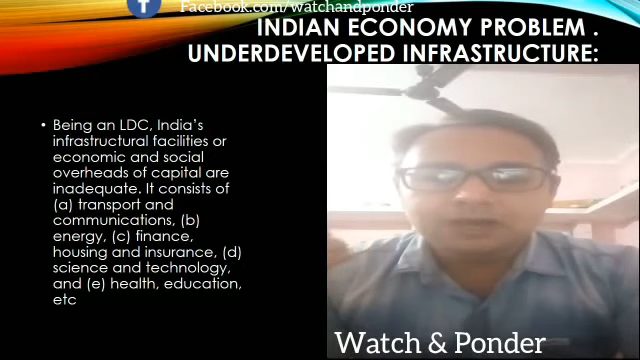 Facebook.com/watchandponder
INDIAN ECONOMY PROBLEM .
UNDERDEVELOPED INFRASTRUCTURE:
• Being an LDC, India's
infrastructural facilities or
economic and social
overheads of capital are
inadequate. It consists of
(a) transport and
communications, (b)
energy, (c) finance,
housing and insurance, (d)
science and technology,
and (e) health, education,
etc
Watch & Ponder